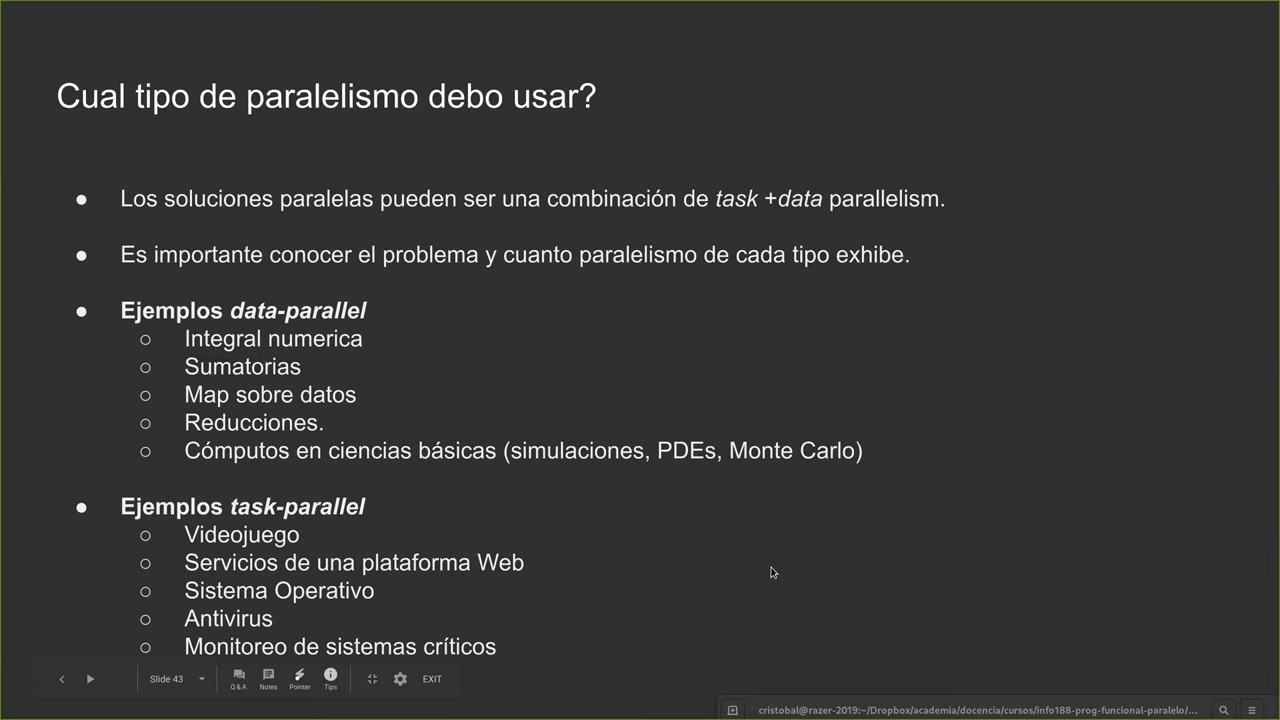 Cual tipo de paralelismo debo usar?
● Los soluciones paralelas pueden ser una combinación de task +data parallelism.
● Es importante conocer el problema y cuanto paralelismo de cada tipo exhibe.
● Ejemplos data-parallel
○ Integral numerica
○ Sumatorias
○ Map sobre datos
○ Reducciones.
○ Cómputos en ciencias básicas (simulaciones, PDEs, Monte Carlo)
● Ejemplos task-parallel
○ Videojuego
○ Servicios de una plataforma Web
○ Sistema Operativo
○ Antivirus
○ Monitoreo de sistemas críticos
Slide 43
Q & A
Notes
Pointer
Tips
EXIT
cristobal@razer-2019:~/Dropbox/academia/docencia/cursos/info188-prog-funcional-paralelo/...